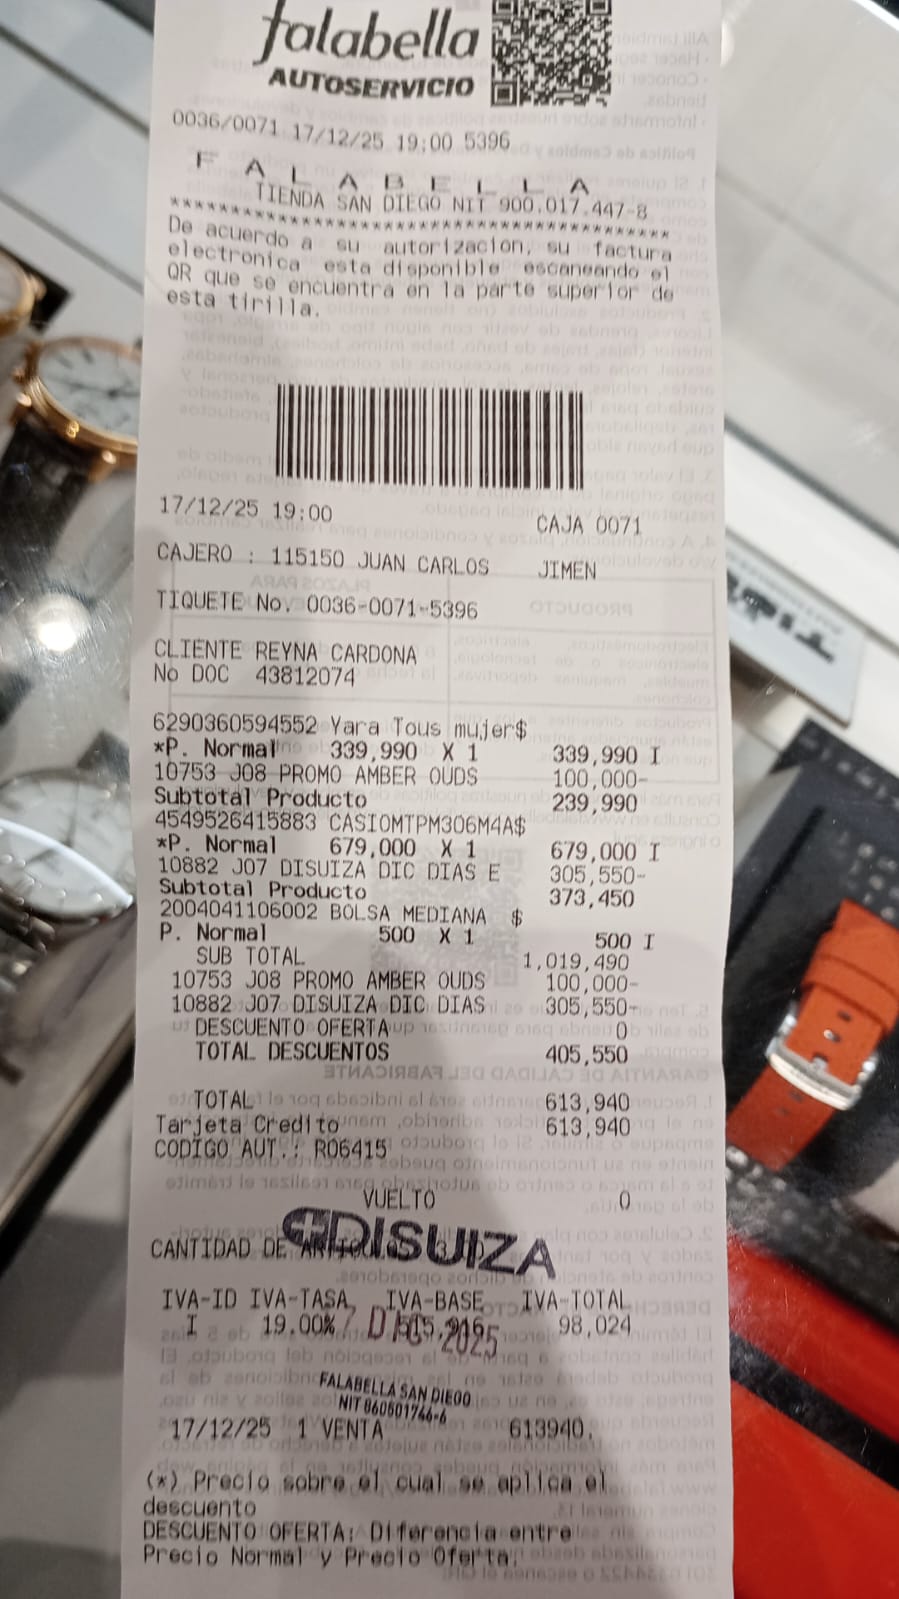 falabella
AUTOSERVICIO
0036/0071 17/12/25 19:00 5396
F A L A B E L L A
TIENDA SAN DIEGO NIT 900.017.447-8
****************************************
De acuerdo a su autorizacion, su factura
electronica esta disponible escaneando el
QR que se encuentra en la parte superior de
esta tirilla.
17/12/25 19:00 CAJA 0071
CAJERO : 115150 JUAN CARLOS JIMEN
TIQUETE No. 0036-0071-5396
CLIENTE REYNA CARDONA
No DOC 43812074
6290360594552 Yara Tous mujer$
*P. Normal 339,990 X 1 339,990 I
10753 J08 PROMO AMBER OUDS 100,000-
Subtotal Producto 239,990
4549526415883 CASIOMTPM306M4A$
*P. Normal 679,000 X 1 679,000 I
10882 J07 DISUIZA DIC DIAS E 305,550-
Subtotal Producto 373,450
2004041106002 BOLSA MEDIANA $
P. Normal 500 X 1 500 I
SUB TOTAL 1,019,490
10753 J08 PROMO AMBER OUDS 100,000-
10882 J07 DISUIZA DIC DIAS 305,550-
DESCUENTO OFERTA 0
TOTAL DESCUENTOS 405,550
TOTAL 613,940
Tarjeta Credito 613,940
CODIGO AUT.: R06415
VUELTO 0
DISUIZA
CANTIDAD DE
IVA-ID IVA-TASA IVA-BASE IVA-TOTAL
I 19.00% 98,024
DIC 2025
FALABELLA SAN DIEGO
NIT 860501746-6
17/12/25 1 VENTA 613940.
(*) Precio sobre el cual se aplica el
descuento
DESCUENTO OFERTA: Diferencia entre
Precio Normal y Precio Oferta.